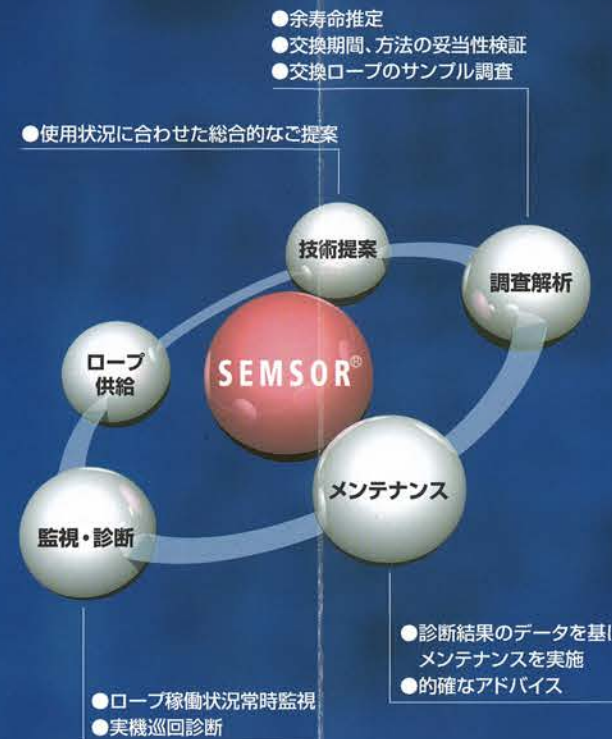 ●余寿命推定
●交換期間、方法の妥当性検証
●交換ロープのサンプル調査
●使用状況に合わせた総合的なご提案
技術提案
調査解析
ロープ
供給
SEMSOR®
メンテナンス
監視・診断
●診断結果のデータを基に
メンテナンスを実施
●的確なアドバイス
●ロープ稼働状況常時監視
●実機巡回診断